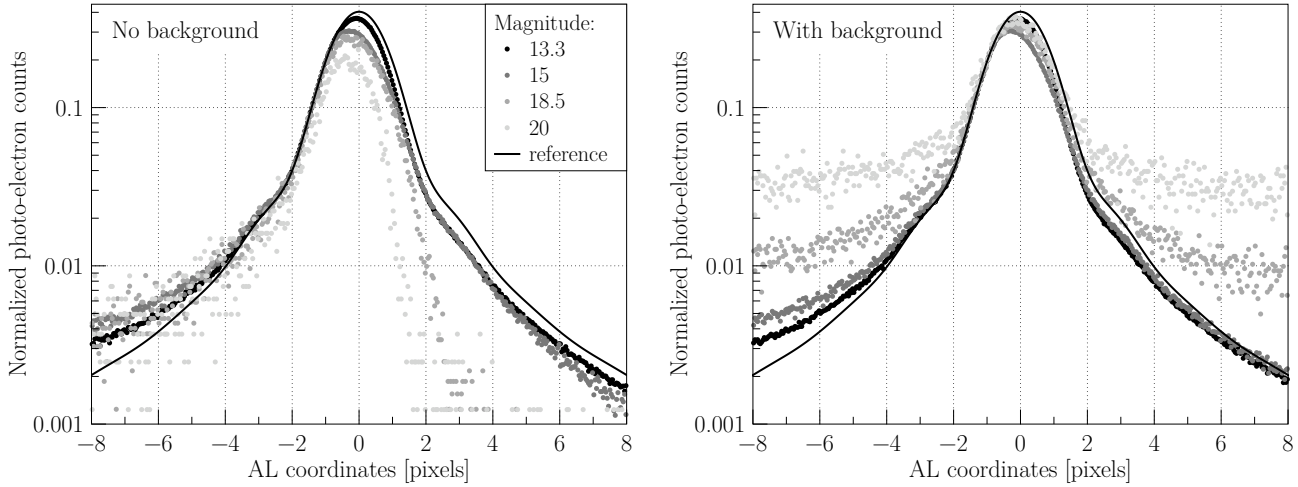 No background
Magnitude:
13.3
15
18.5
20
reference
Normalized photo-electron counts
0.1
0.01
0.001
−8 −6 −4 −2 0 2 4 6 8
AL coordinates [pixels]
With background
Normalized photo-electron counts
0.1
0.01
0.001
−8 −6 −4 −2 0 2 4 6 8
AL coordinates [pixels]